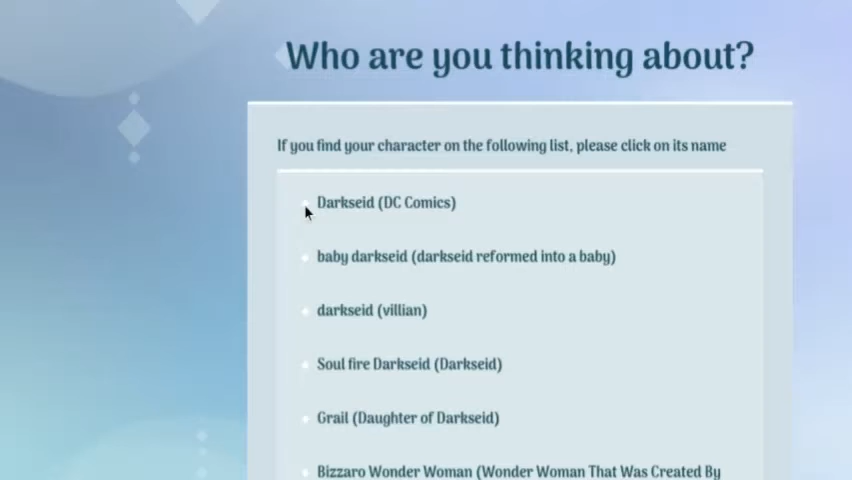 Who are you thinking about?
If you find your character on the following list, please click on its name
Darkseid (DC Comics)
baby darkseid (darkseid reformed into a baby)
darkseid (villian)
Soul fire Darkseid (Darkseid)
Grail (Daughter of Darkseid)
Bizzaro Wonder Woman (Wonder Woman That Was Created By